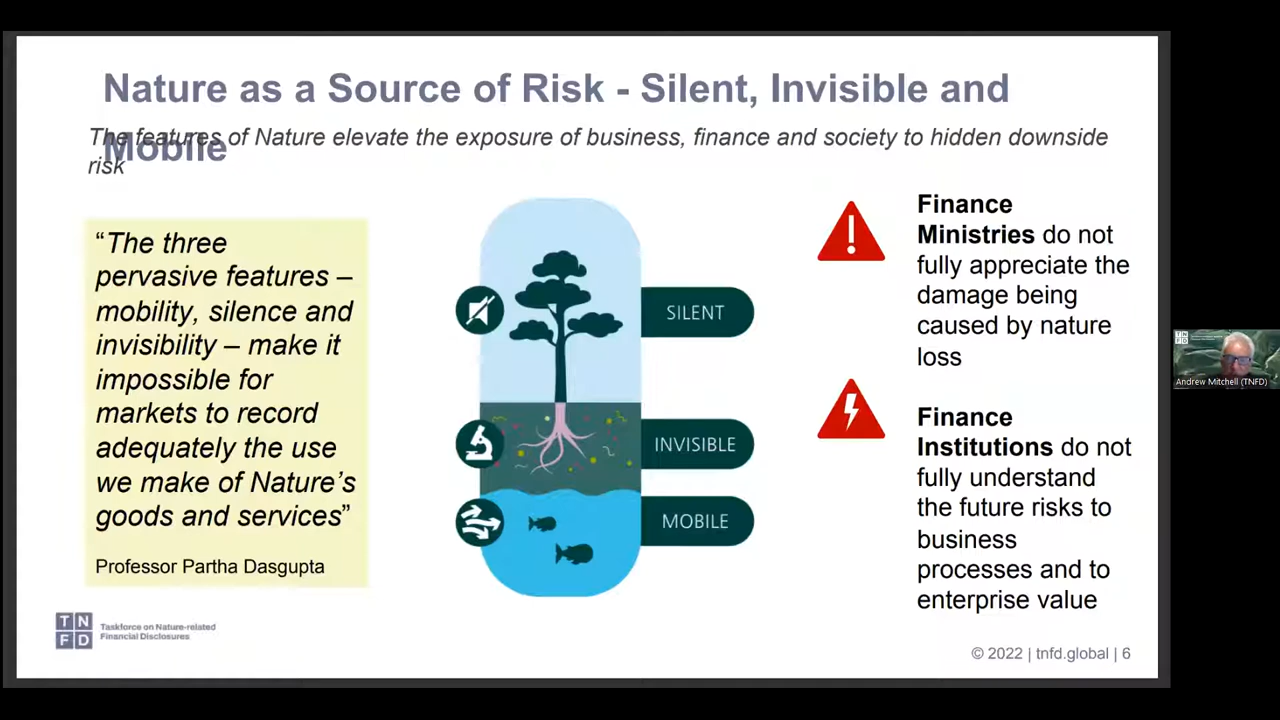 Nature as a Source of Risk - Silent, Invisible and
Mobile
The features of Nature elevate the exposure of business, finance and society to hidden downside
risk
“The three
pervasive features –
mobility, silence and
invisibility – make it
impossible for
markets to record
adequately the use
we make of Nature’s
goods and services”
Professor Partha Dasgupta
SILENT
INVISIBLE
MOBILE
Finance
Ministries do not
fully appreciate the
damage being
caused by nature
loss
Finance
Institutions do not
fully understand
the future risks to
business
processes and to
enterprise value
TN
FD
Taskforce on Nature-related
Financial Disclosures
© 2022 | tnfd.global | 6
TN
FD
Andrew Mitchell (TNFD)